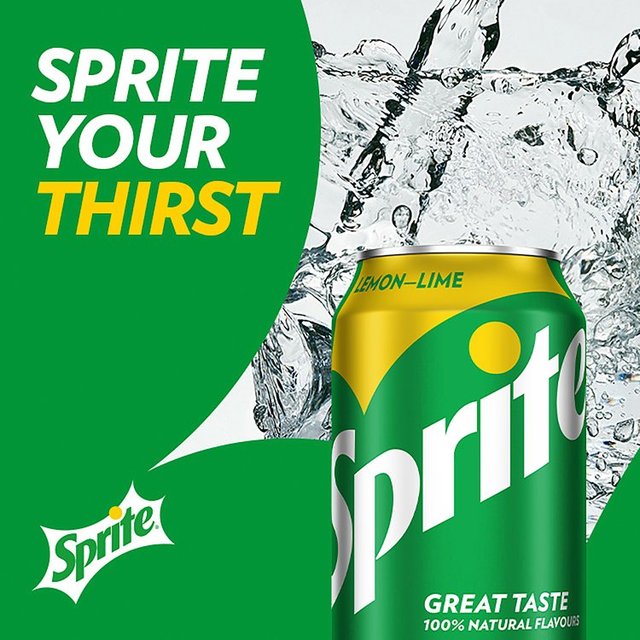 SPRITE
YOUR
THIRST
LEMON–LIME
Sprite
GREAT TASTE
100% NATURAL FLAVOURS
Sprite